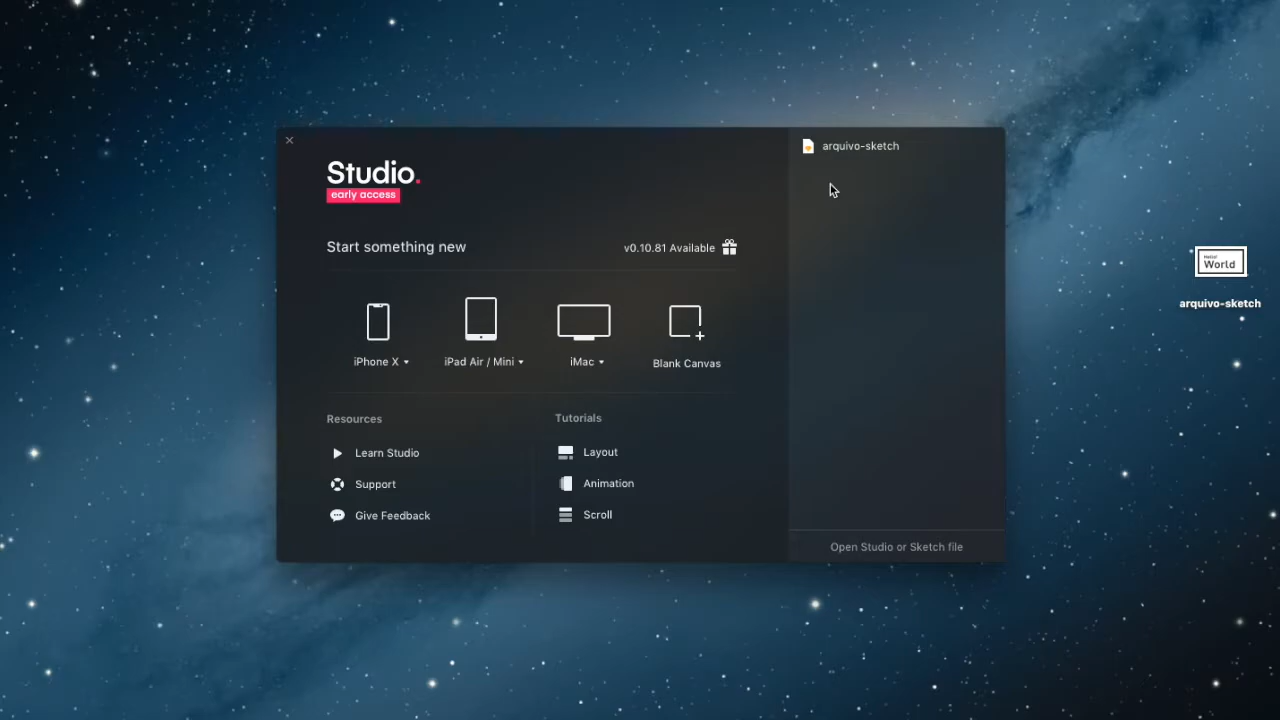 Studio.
early access
Start something new
v0.10.81 Available
iPhone X
iPad Air / Mini
iMac
Blank Canvas
Resources
Learn Studio
Support
Give Feedback
Tutorials
Layout
Animation
Scroll
arquivo-sketch
Open Studio or Sketch file
Hello!
World
arquivo-sketch